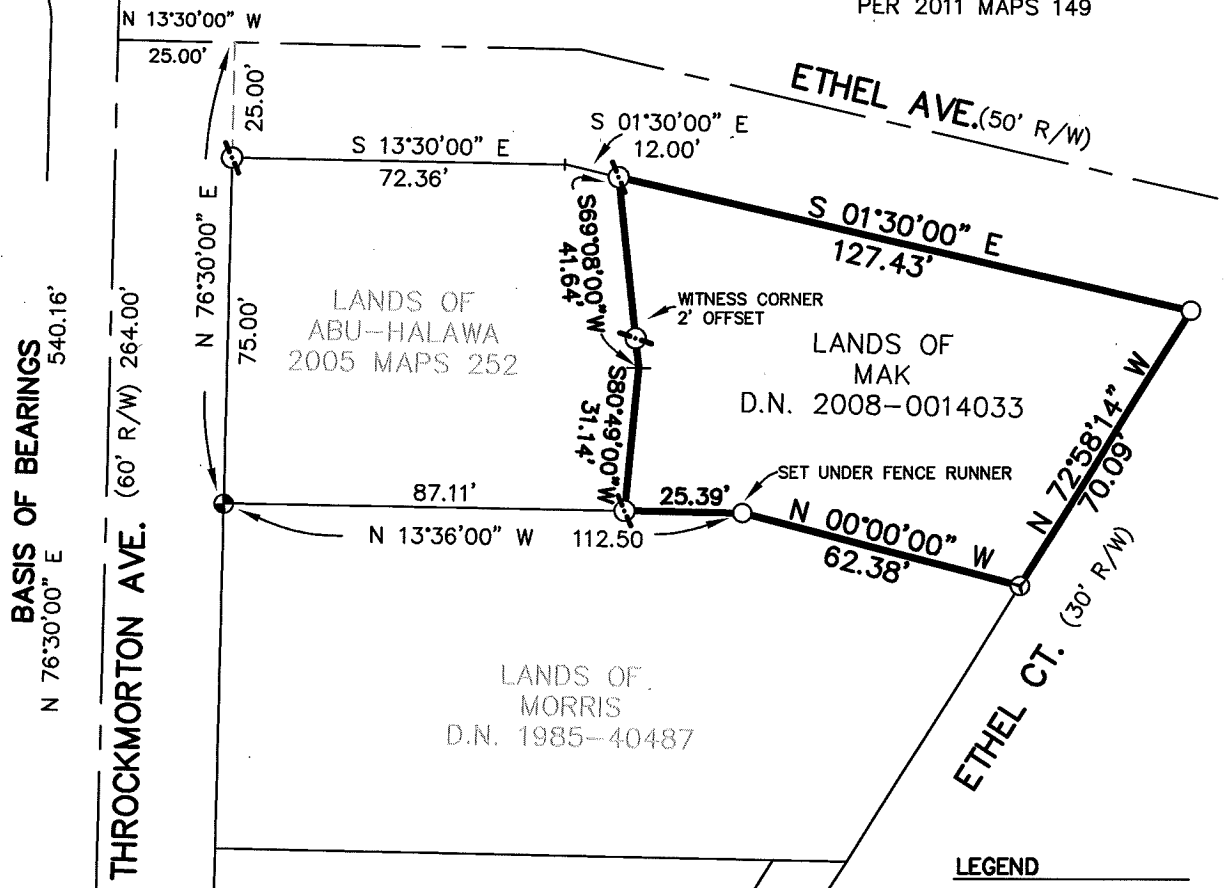 PER 2011 MAPS 149
N 13°30'00" W
25.00'
25.00'
ETHEL AVE.(50' R/W)
S 01°30'00" E
12.00'
S 13°30'00" E
72.36'
S 01°30'00" E
127.43'
N 76°30'00" E
75.00'
S69°08'00"W
41.64'
WITNESS CORNER
2' OFFSET
LANDS OF
ABU-HALAWA
2005 MAPS 252
LANDS OF
MAK
D.N. 2008-0014033
BASIS OF BEARINGS
N 76°30'00" E 540.16'
THROCKMORTON AVE. (60' R/W) 264.00'
S80°49'00"W
31.14'
N 72°58'14" W
70.09'
SET UNDER FENCE RUNNER
87.11'
25.39'
N 13°36'00" W 112.50
N 00°00'00" W
62.38'
ETHEL CT. (30' R/W)
LANDS OF
MORRIS
D.N. 1985-40487
LEGEND